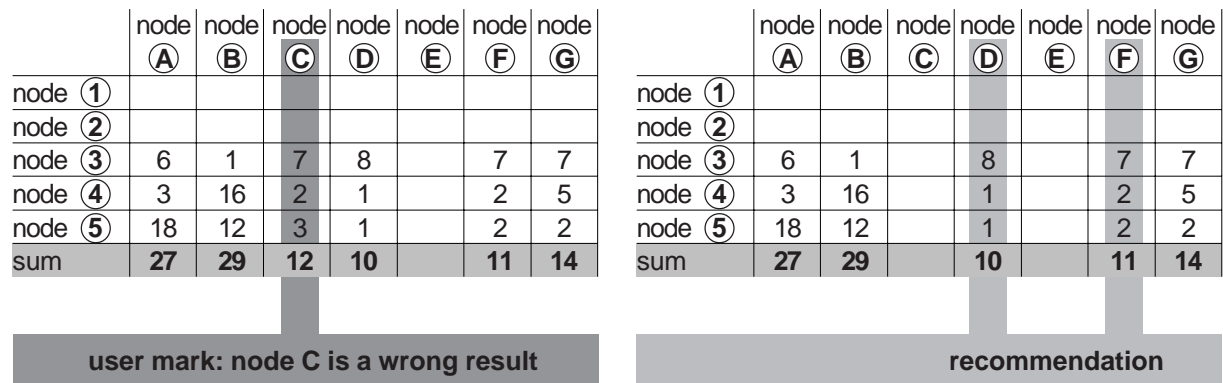 node node node node node node node
A B C D E F G
node 1
node 2
node 3 6 1 7 8 7 7
node 4 3 16 2 1 2 5
node 5 18 12 3 1 2 2
sum 27 29 12 10 11 14
user mark: node C is a wrong result
node node node node node node node
A B C D E F G
node 1
node 2
node 3 6 1 8 7 7
node 4 3 16 1 2 5
node 5 18 12 1 2 2
sum 27 29 10 11 14
recommendation